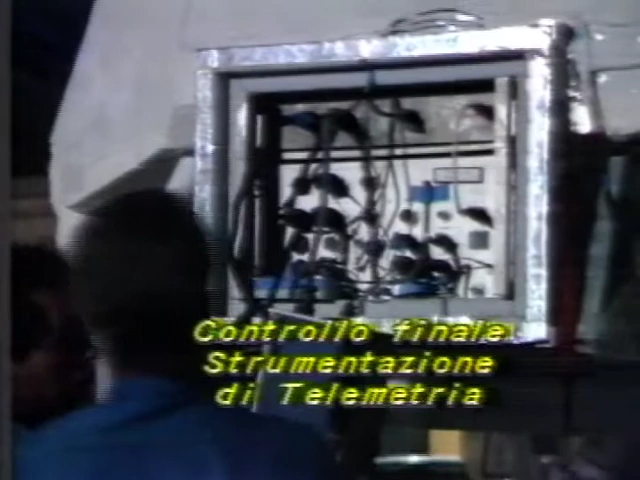 Controllo finale
Strumentazione
di Telemetria